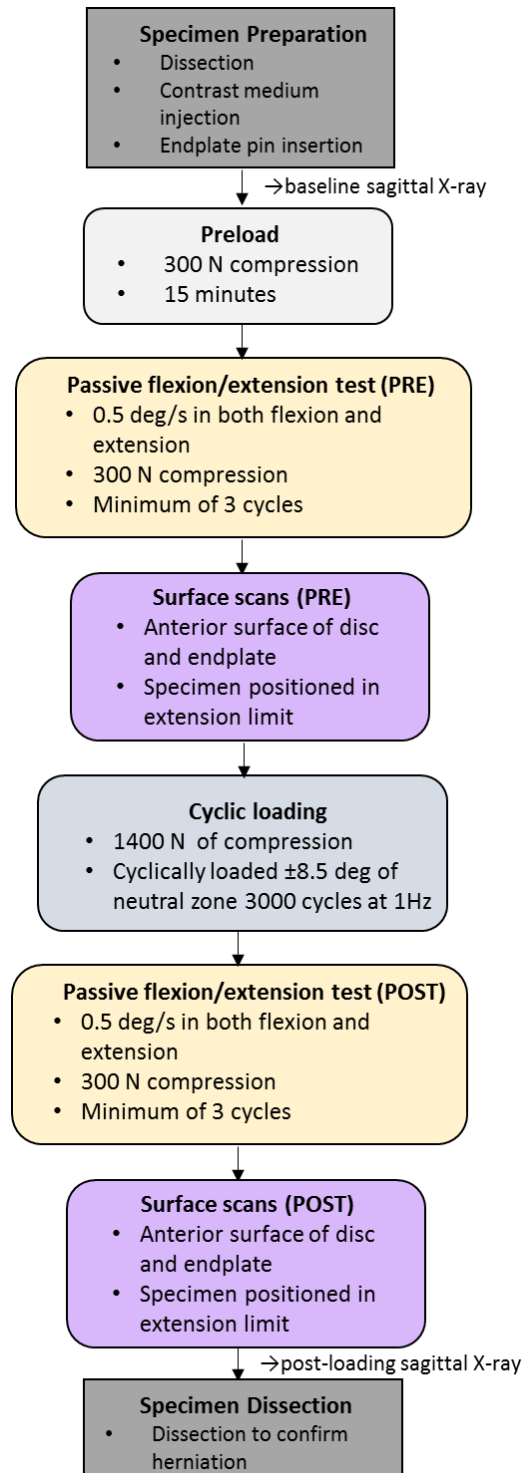 Specimen Preparation
• Dissection
• Contrast medium
injection
• Endplate pin insertion
→baseline sagittal X-ray
Preload
• 300 N compression
• 15 minutes
Passive flexion/extension test (PRE)
• 0.5 deg/s in both flexion and
extension
• 300 N compression
• Minimum of 3 cycles
Surface scans (PRE)
• Anterior surface of disc
and endplate
• Specimen positioned in
extension limit
Cyclic loading
• 1400 N of compression
• Cyclically loaded ±8.5 deg of
neutral zone 3000 cycles at 1Hz
Passive flexion/extension test (POST)
• 0.5 deg/s in both flexion and
extension
• 300 N compression
• Minimum of 3 cycles
Surface scans (POST)
• Anterior surface of disc
and endplate
• Specimen positioned in
extension limit
→post-loading sagittal X-ray
Specimen Dissection
• Dissection to confirm
herniation